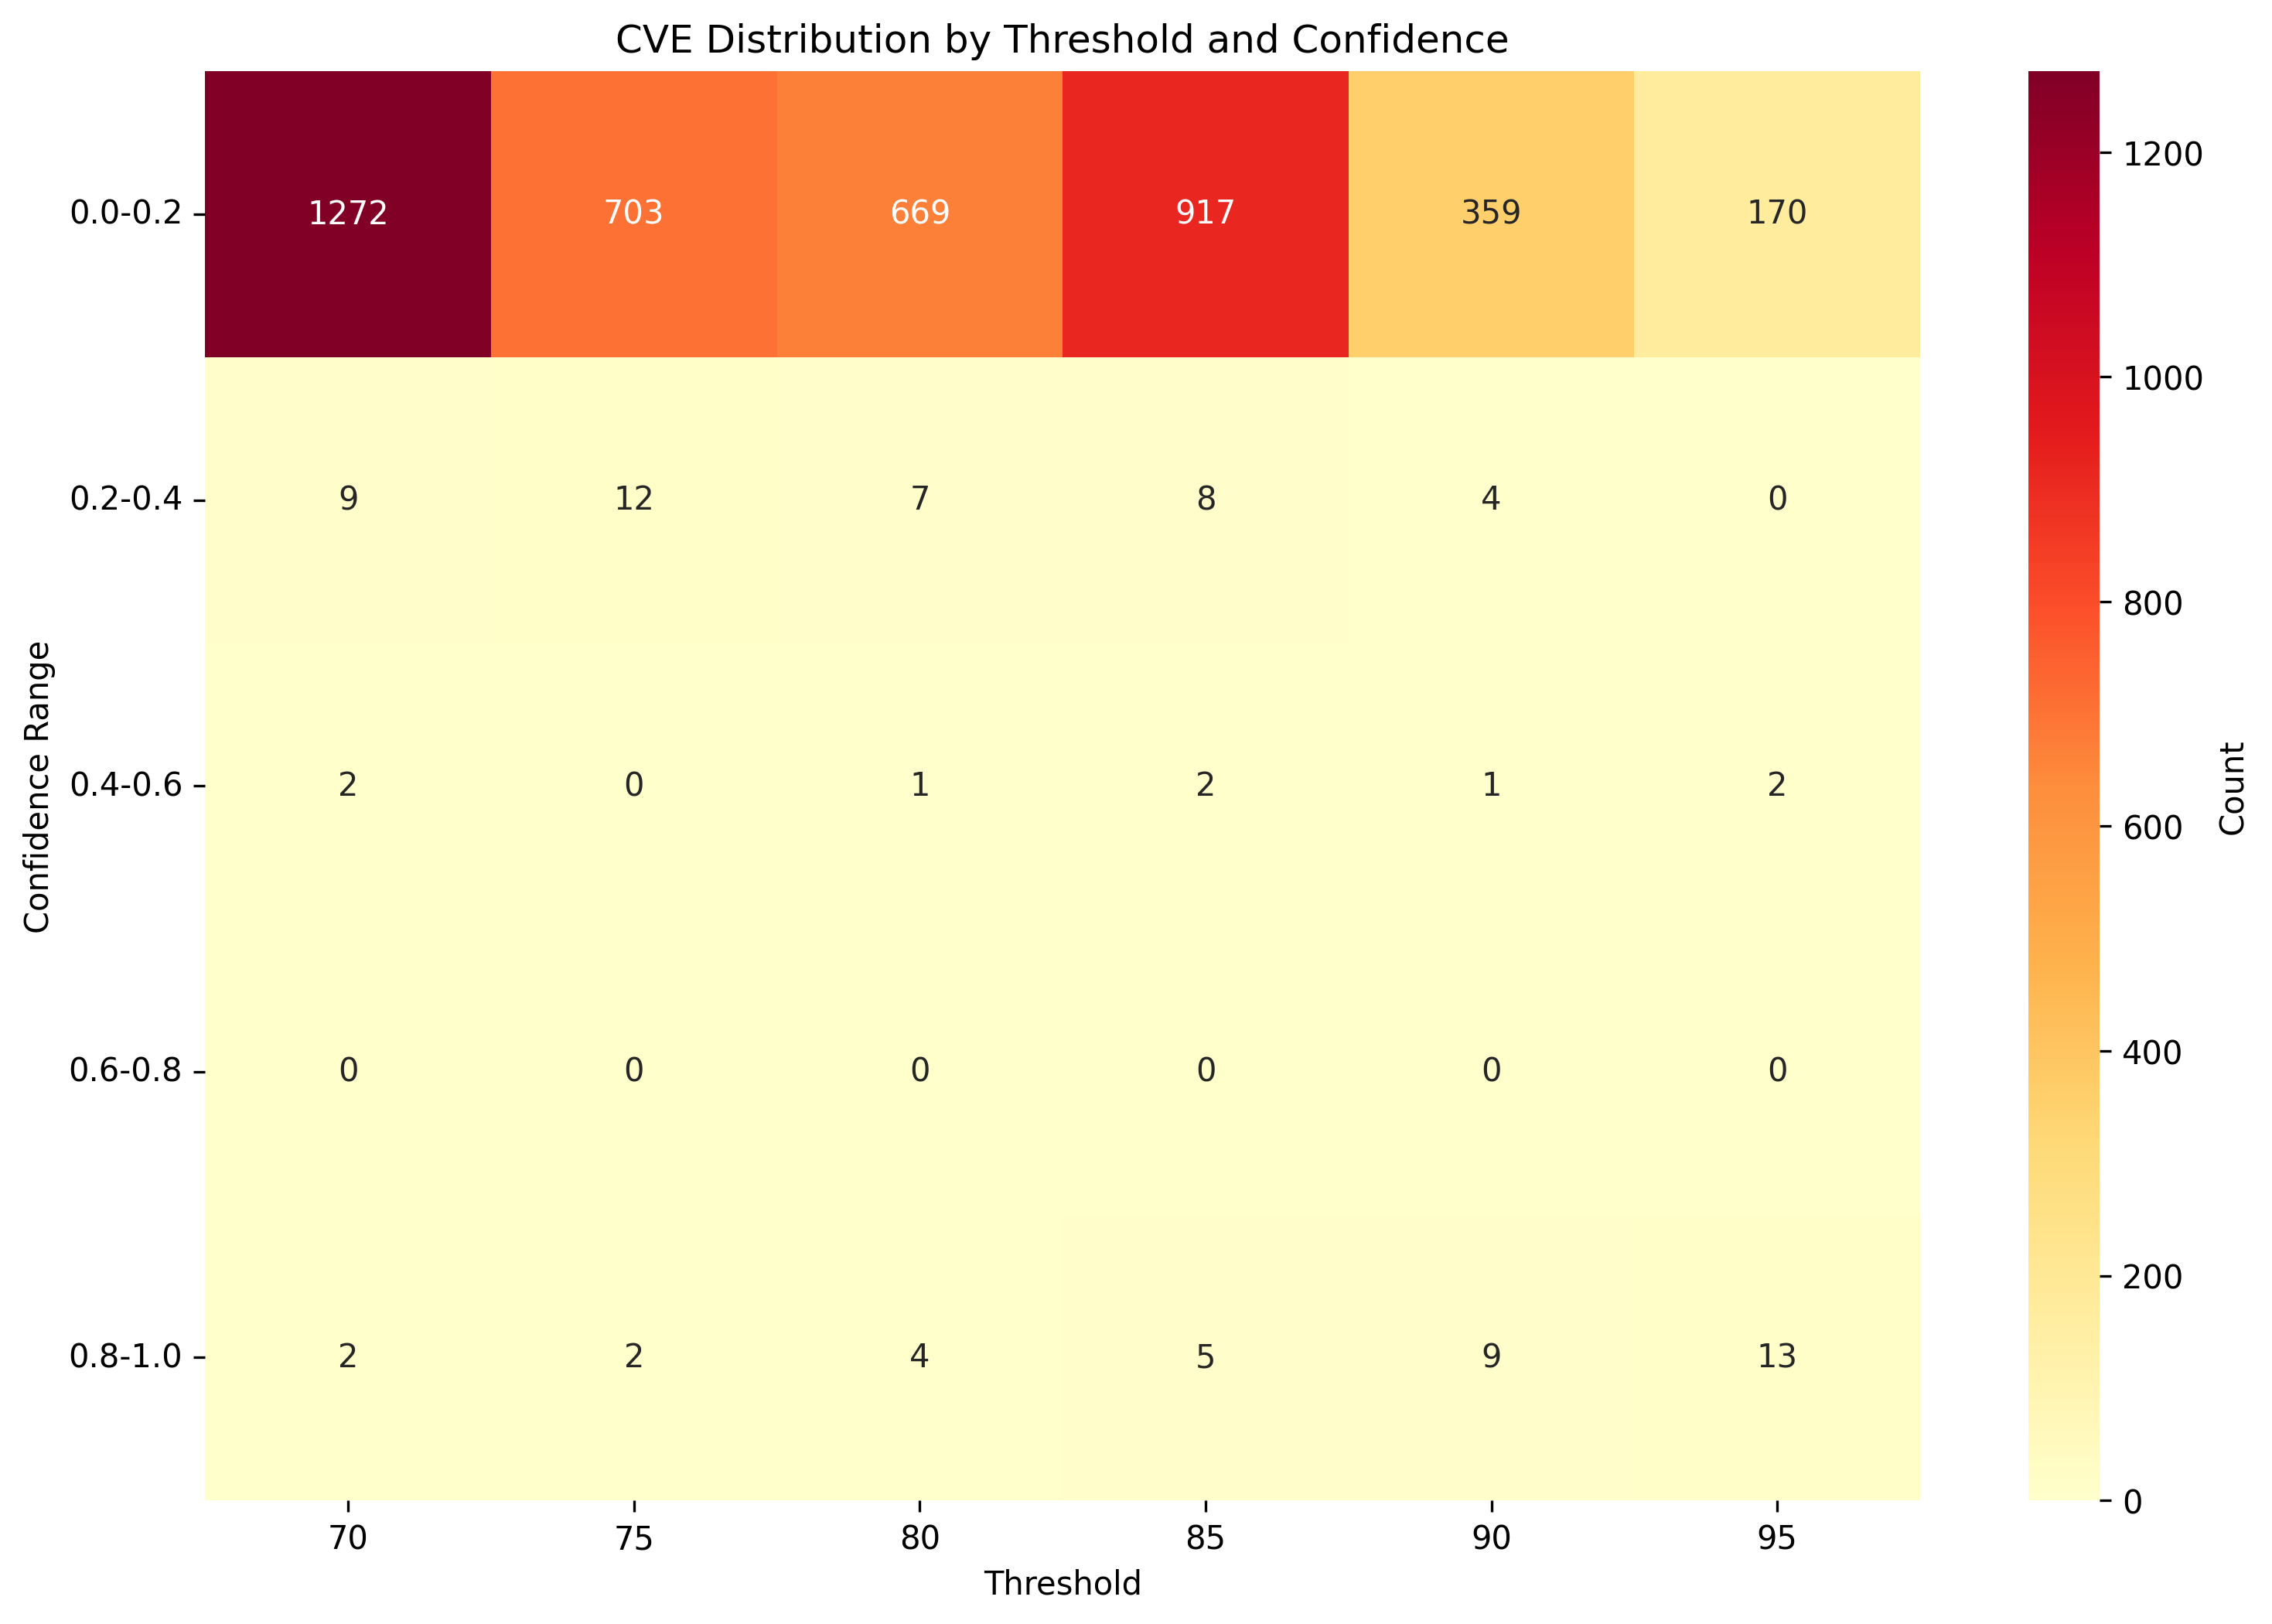 CVE Distribution by Threshold and Confidence
Confidence Range
0.0-0.2 1272 703 669 917 359 170
0.2-0.4 9 12 7 8 4 0
0.4-0.6 2 0 1 2 1 2
0.6-0.8 0 0 0 0 0 0
0.8-1.0 2 2 4 5 9 13
70 75 80 85 90 95
Threshold
1200
1000
800
600
400
200
0
Count